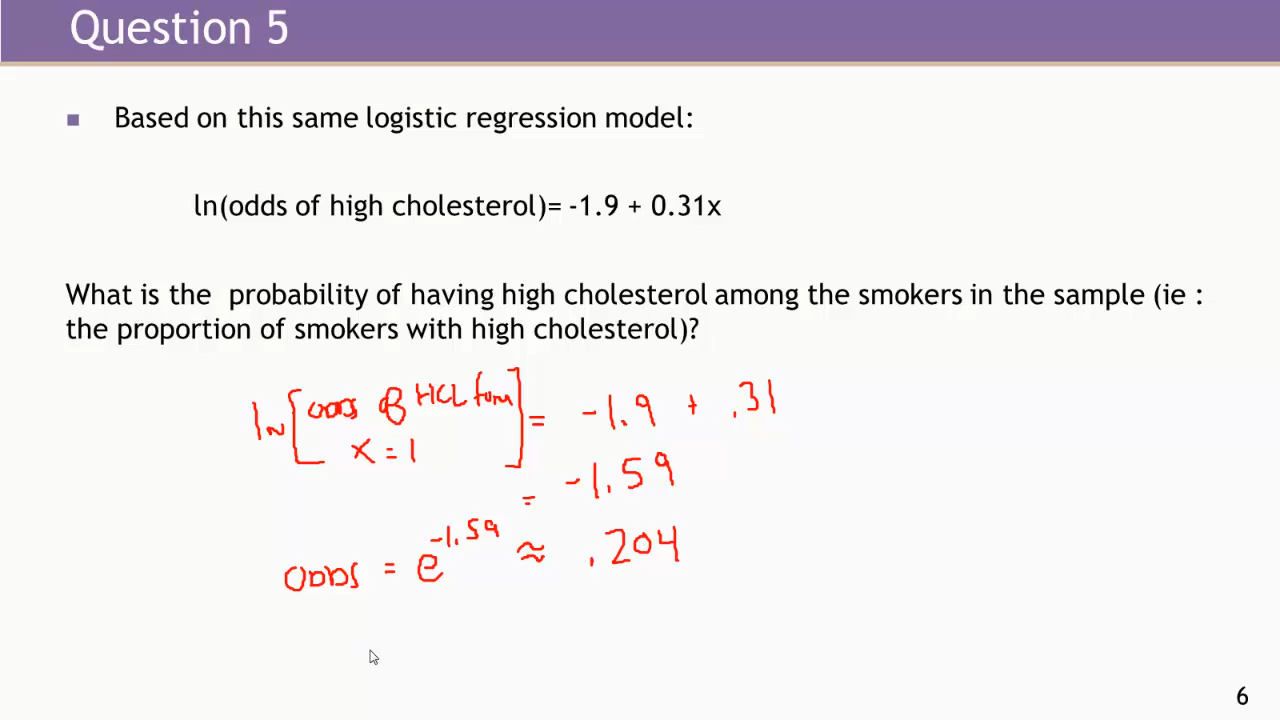 Question 5
Based on this same logistic regression model:
ln(odds of high cholesterol)= -1.9 + 0.31x
What is the probability of having high cholesterol among the smokers in the sample (ie :
the proportion of smokers with high cholesterol)?
ln[odds of HCL for x=1] = -1.9 + .31
= -1.59
odds = e^-1.59 ≈ .204
6